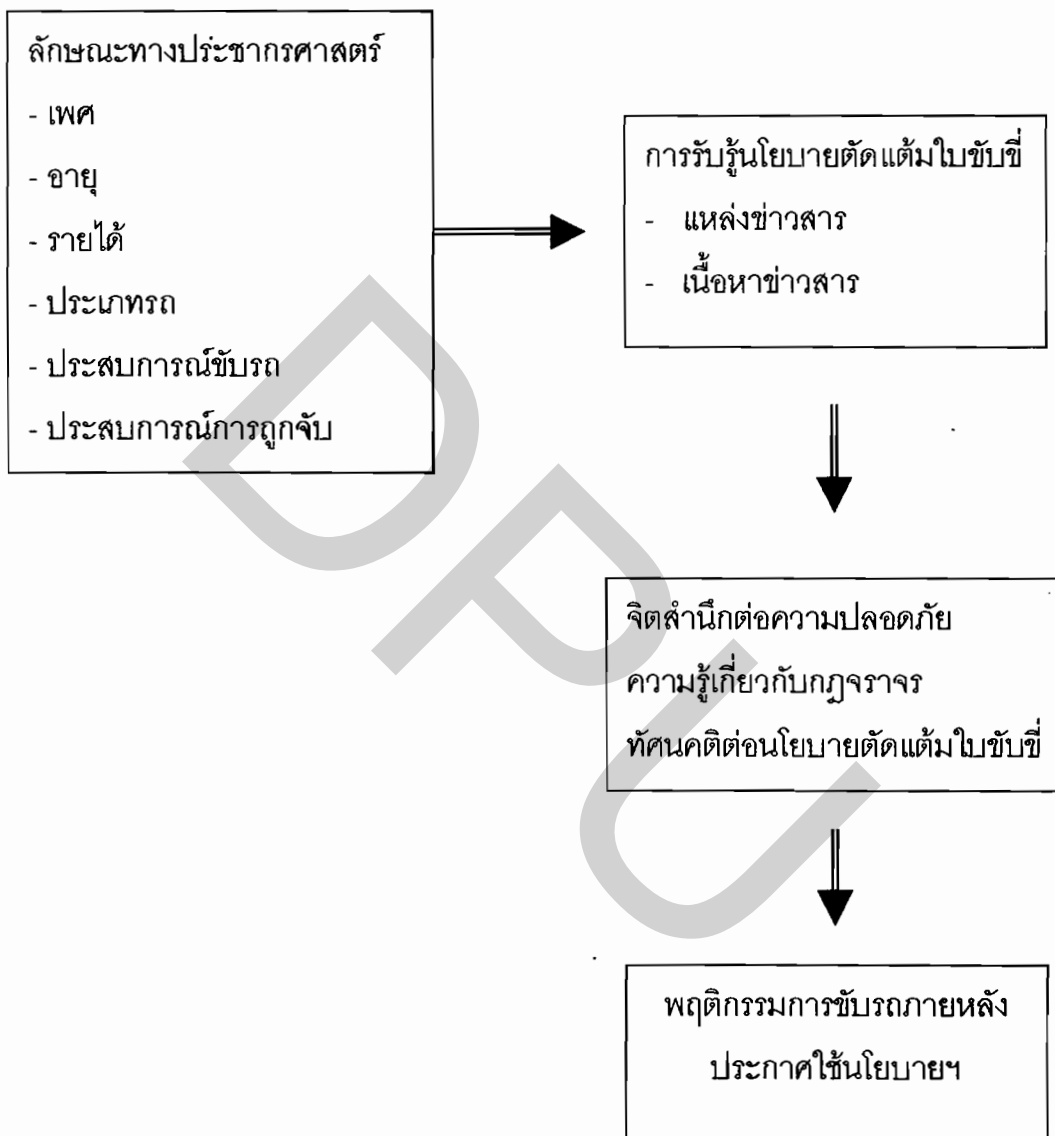 ลักษณะทางประชากรศาสตร์
- เพศ
- อายุ
- รายได้
- ประเภทรถ
- ประสบการณ์ขับรถ
- ประสบการณ์การถูกจับ
การรับรู้นโยบายตัดแต้มใบขับขี่
- แหล่งข่าวสาร
- เนื้อหาข่าวสาร
จิตสำนึกต่อความปลอดภัย
ความรู้เกี่ยวกับกฎจราจร
ทัศนคติต่อนโยบายตัดแต้มใบขับขี่
พฤติกรรมการขับรถภายหลัง
ประกาศใช้นโยบายฯ
DPU